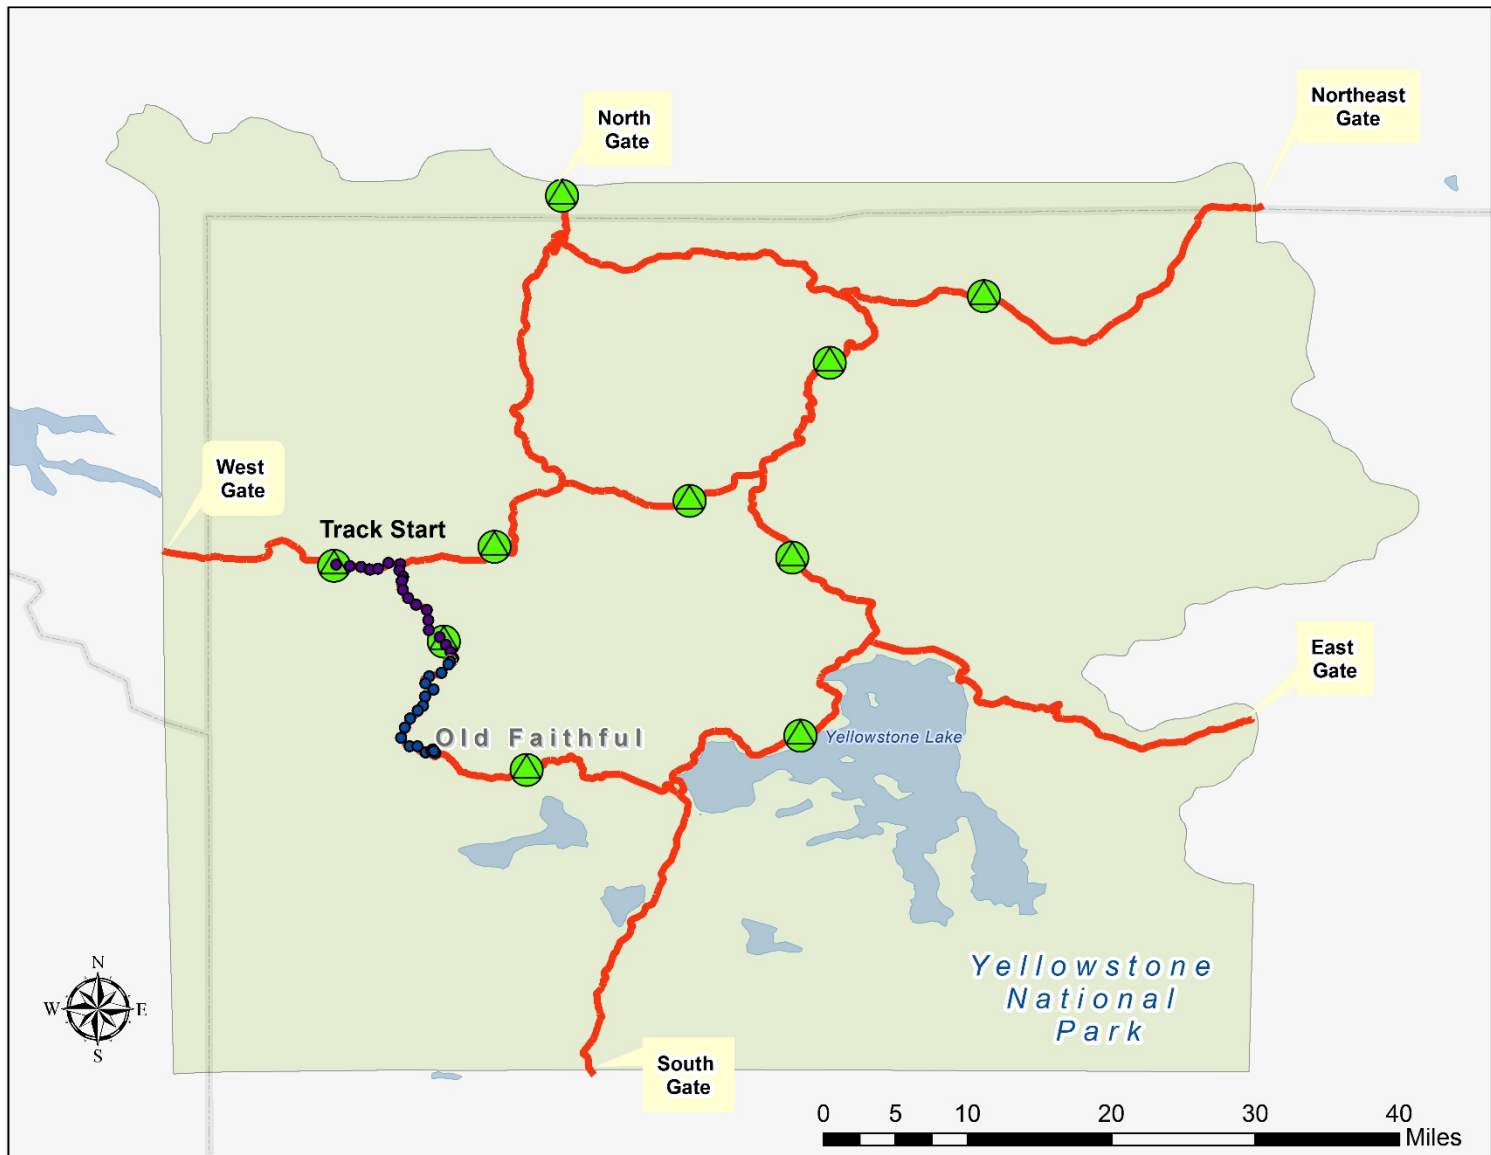 North
Gate
Northeast
Gate
West
Gate
Track Start
East
Gate
Old Faithful
Yellowstone Lake
Yellowstone
National
Park
N
W E
S
South
Gate
0 5 10 20 30 40
Miles